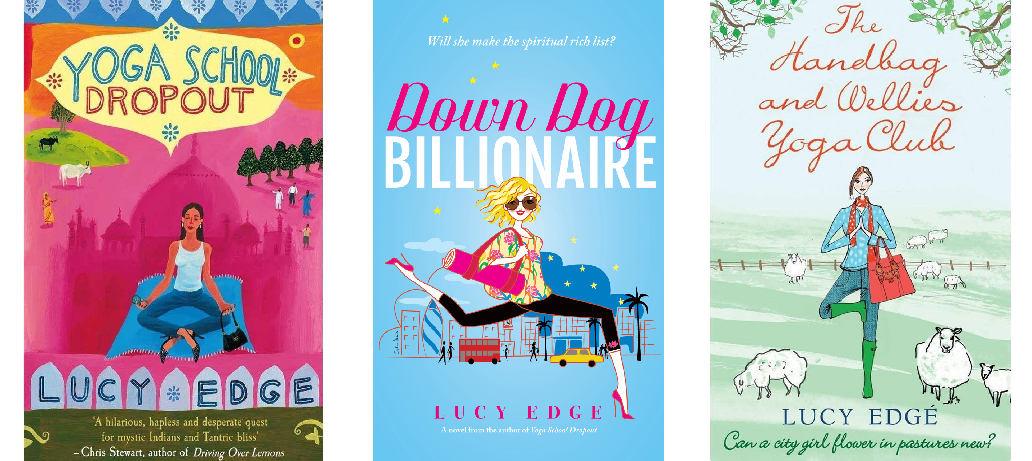 YOGA SCHOOL
DROPOUT
LUCY EDGE
'A hilarious, hapless and desperate quest
for mystic Indians and Tantric bliss'
– Chris Stewart, author of Driving Over Lemons
Will she make the spiritual rich list?
Down Dog
BILLIONAIRE
LUCY EDGE
A novel from the author of Yoga School Dropout
The
Handbag
and Wellies
Yoga Club
LUCY EDGE
Can a city girl flower in pastures new?